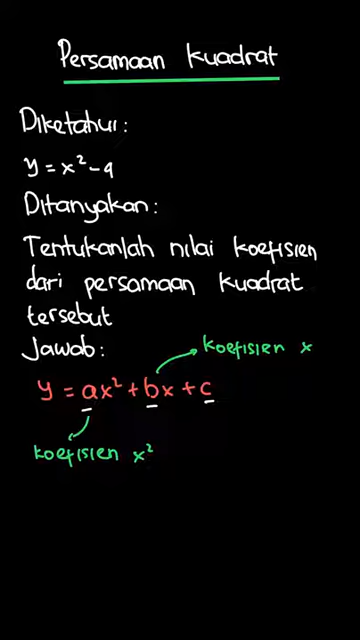 Persamaan Kuadrat
Diketahui:
y = x² - 9
Ditanyakan:
Tentukanlah nilai koefisien
dari persamaan kuadrat
tersebut
Jawab:
koefisien x
y = ax² + bx + c
koefisien x²